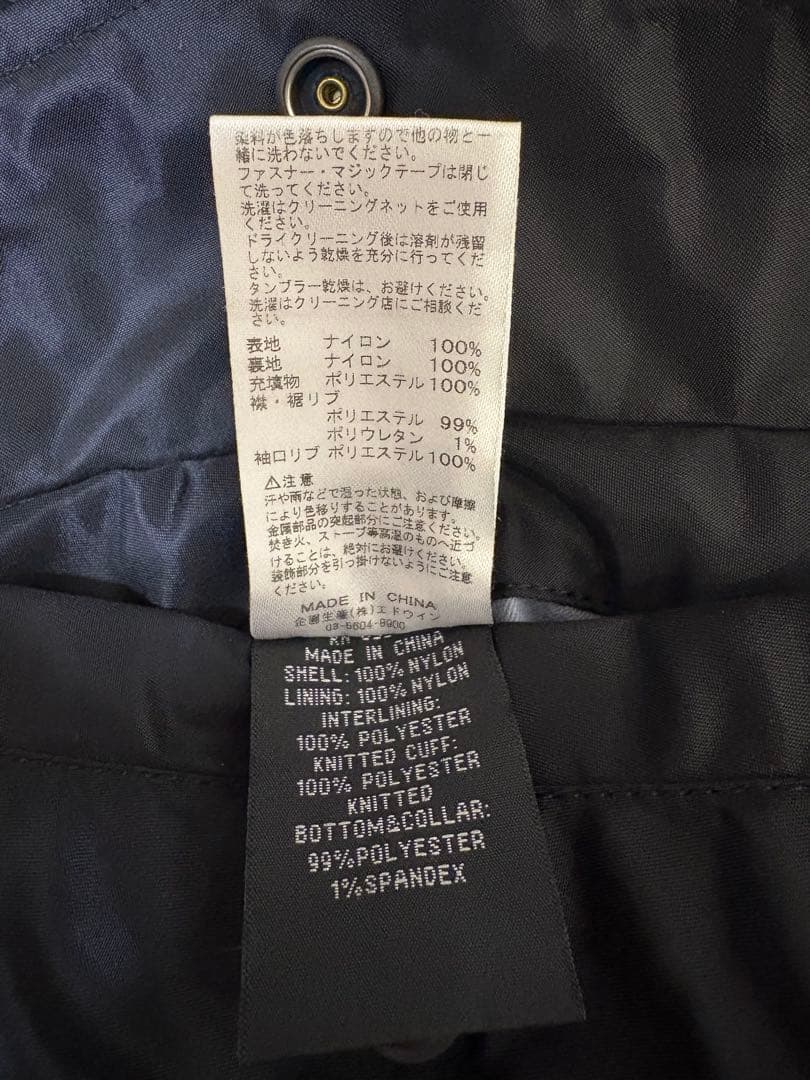 染料が色落ちしますので他の物と一
緒に洗わないでください。
ファスナー・マジックテープは閉じ
て洗ってください。
洗濯はクリーニングネットをご使用
ください。
ドライクリーニング後は溶剤が残留
しないよう乾燥を充分に行ってくだ
さい。
タンブラー乾燥は、お避けください。
洗濯はクリーニング店にご相談くだ
さい。
表地 ナイロン 100%
裏地 ナイロン 100%
充填物 ポリエステル 100%
襟・裾リブ
ポリエステル 99%
ポリウレタン 1%
袖口リブ ポリエステル 100%
⚠注意
汗や雨などで湿った状態、および摩擦
により色移りすることがあります。
金属部品の突起部分にご注意ください。
焚き火、ストーブ等高温のものへ近づ
けることは、絶対にお避けください。
装飾部分を引っ掛けないようにご注意
ください。
MADE IN CHINA
企画生産(株)エドウイン
03-5604-8900
MADE IN CHINA
SHELL: 100% NYLON
LINING: 100% NYLON
INTERLINING:
100% POLYESTER
KNITTED CUFF:
100% POLYESTER
KNITTED
BOTTOM&COLLAR:
99%POLYESTER
1%SPANDEX